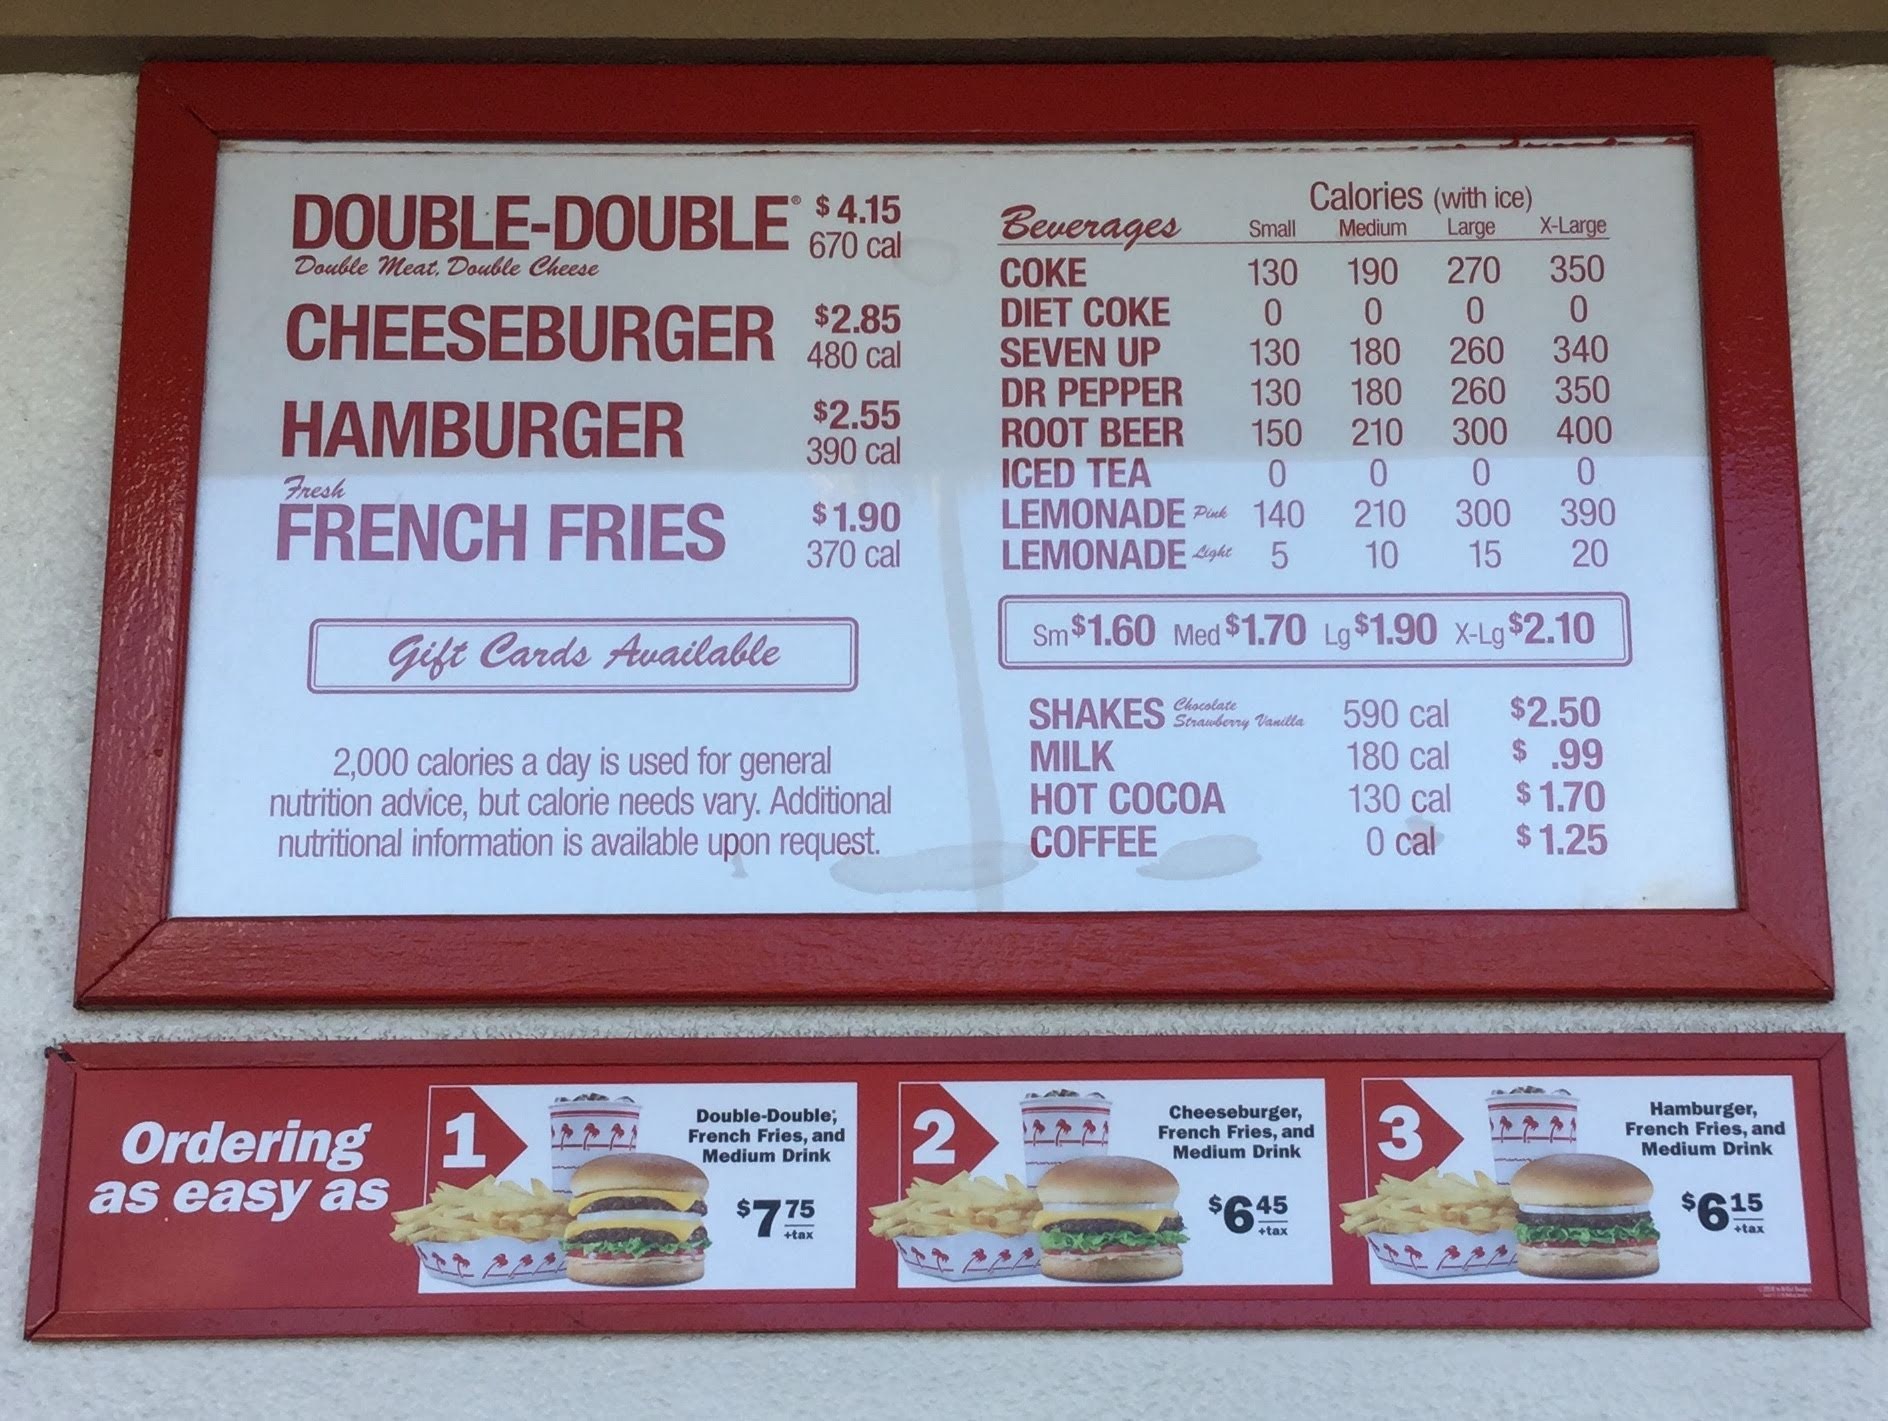 DOUBLE-DOUBLE® $4.15
Double Meat, Double Cheese 670 cal
CHEESEBURGER $2.85
480 cal
HAMBURGER $2.55
390 cal
Fresh
FRENCH FRIES $1.90
370 cal
Gift Cards Available
2,000 calories a day is used for general
nutrition advice, but calorie needs vary. Additional
nutritional information is available upon request.
Calories (with ice)
Beverages Small Medium Large X-Large
COKE 130 190 270 350
DIET COKE 0 0 0 0
SEVEN UP 130 180 260 340
DR PEPPER 130 180 260 350
ROOT BEER 150 210 300 400
ICED TEA 0 0 0 0
LEMONADE Pink 140 210 300 390
LEMONADE Light 5 10 15 20
Sm $1.60 Med $1.70 Lg $1.90 X-Lg $2.10
SHAKES Chocolate Strawberry Vanilla 590 cal $2.50
MILK 180 cal $ .99
HOT COCOA 130 cal $1.70
COFFEE 0 cal $1.25
Ordering
as easy as
1
Double-Double,
French Fries, and
Medium Drink
$7 75
+tax
2
Cheeseburger,
French Fries, and
Medium Drink
$6 45
+tax
3
Hamburger,
French Fries, and
Medium Drink
$6 15
+tax